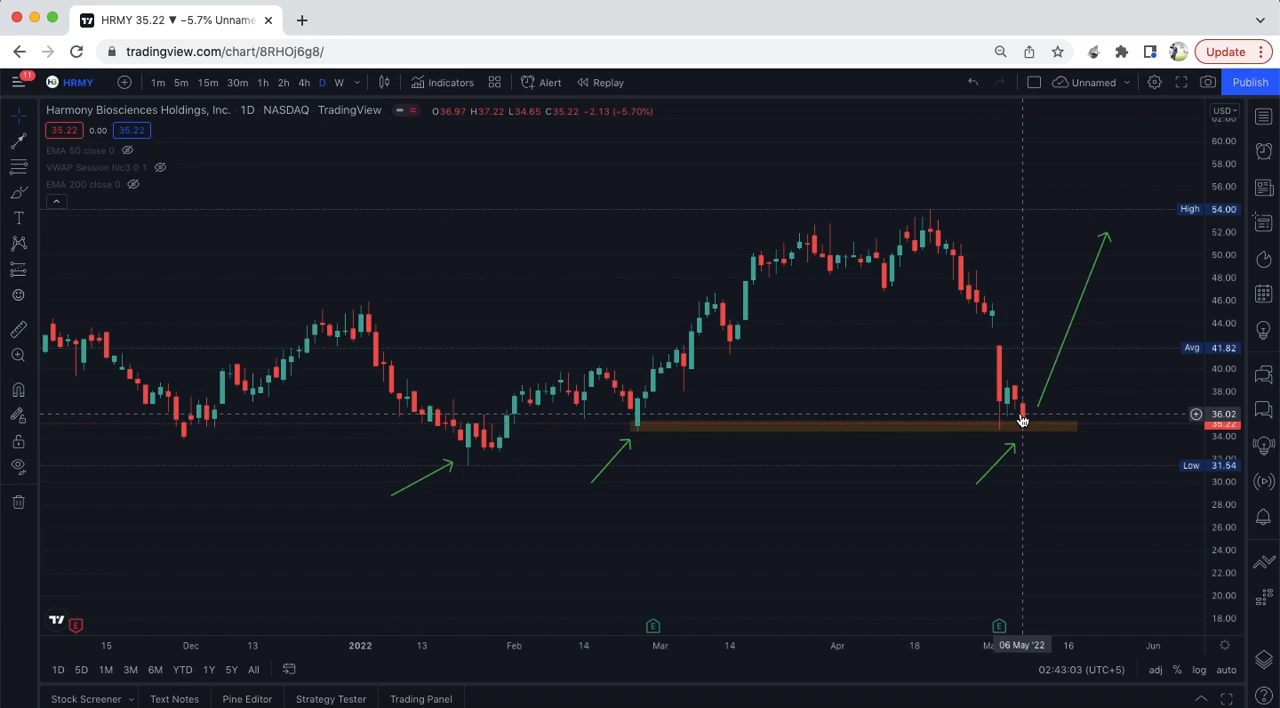 HRMY 35.22 ▼ −5.7% Unname
tradingview.com/chart/8RHOj6g8/
Update
11
HRMY
1m 5m 15m 30m 1h 2h 4h D W
Indicators
Alert
Replay
Unnamed
Publish
Harmony Biosciences Holdings, Inc. · 1D · NASDAQ · TradingView
O36.97 H37.22 L34.65 C35.22 −2.13 (−5.70%)
USD
35.22 0.00 35.22
EMA 50 close 0
VWAP Session hlc3 0 1
EMA 200 close 0
62.00
60.00
58.00
56.00
High 54.00
52.00
50.00
48.00
46.00
44.00
Avg 41.82
40.00
38.00
36.02
35.22
34.00
32.00
Low 31.54
30.00
28.00
26.00
24.00
22.00
20.00
18.00
E E E
15 Dec 13 2022 13 Feb 14 Mar 14 Apr 18 06 May '22 16 Jun
1D 5D 1M 3M 6M YTD 1Y 5Y All
02:43:03 (UTC+5)
adj % log auto
Stock Screener Text Notes Pine Editor Strategy Tester Trading Panel